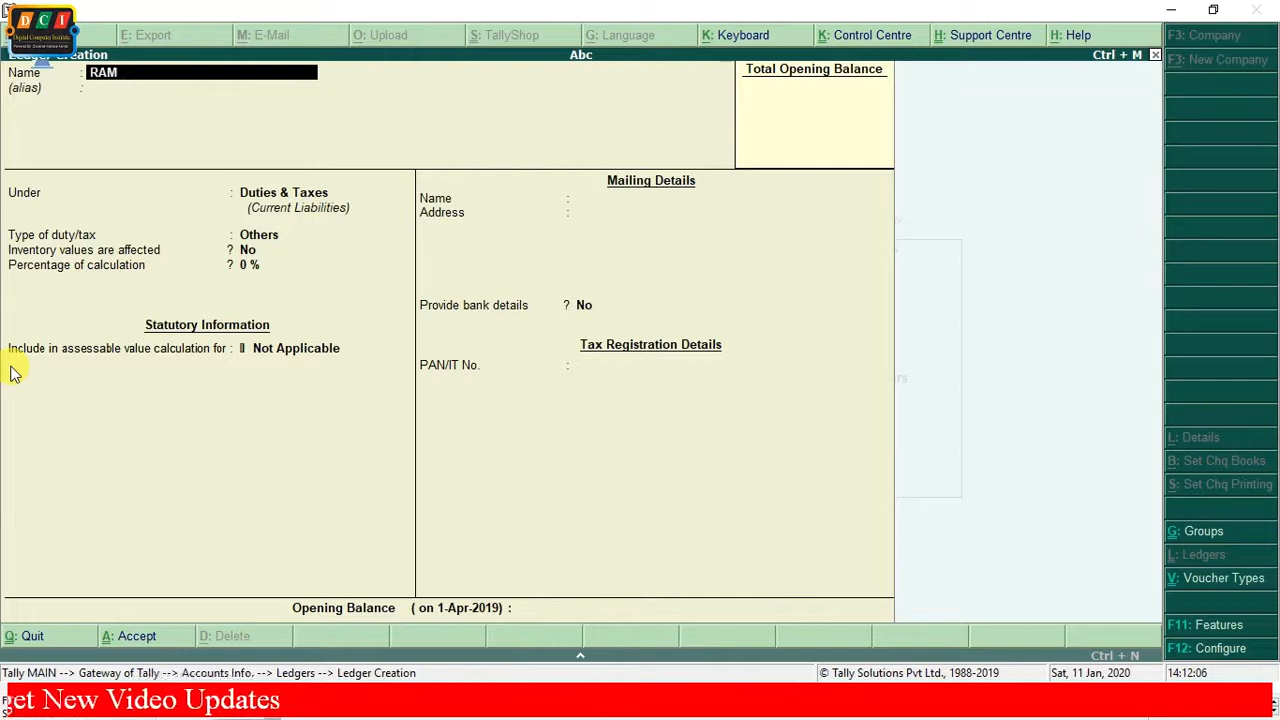 DCI
Digital Computer Institute
E: Export
M: E-Mail
O: Upload
S: TallyShop
G: Language
K: Keyboard
K: Control Centre
H: Support Centre
H: Help
F3: Company
F3: New Company
Creation
Abc
Ctrl + M
Name : RAM
(alias) :
Total Opening Balance
Under : Duties & Taxes
(Current Liabilities)
Type of duty/tax : Others
Inventory values are affected ? No
Percentage of calculation ? 0 %
Statutory Information
Include in assessable value calculation for : Not Applicable
Mailing Details
Name :
Address :
Provide bank details ? No
Tax Registration Details
PAN/IT No. :
Opening Balance ( on 1-Apr-2019) :
L: Details
B: Set Chq Books
S: Set Chq Printing
G: Groups
L: Ledgers
V: Voucher Types
F11: Features
F12: Configure
Q: Quit
A: Accept
D: Delete
Ctrl + N
Tally MAIN --> Gateway of Tally --> Accounts Info. --> Ledgers --> Ledger Creation
© Tally Solutions Pvt Ltd., 1988-2019
Sat, 11 Jan, 2020
14:12:06
get New Video Updates